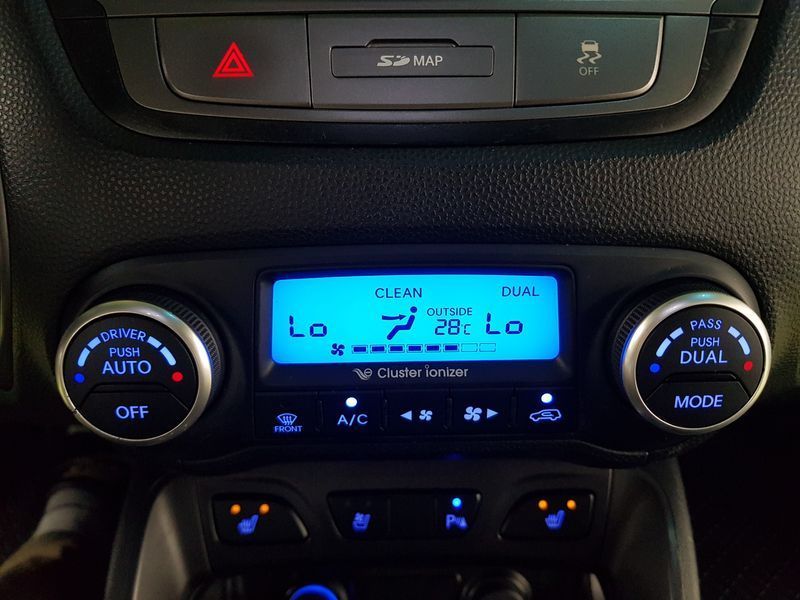 SD MAP
OFF
CLEAN DUAL
OUTSIDE
Lo 28c Lo
Cluster ionizer
DRIVER
PUSH
AUTO
OFF
FRONT
A/C
PASS
PUSH
DUAL
MODE
P